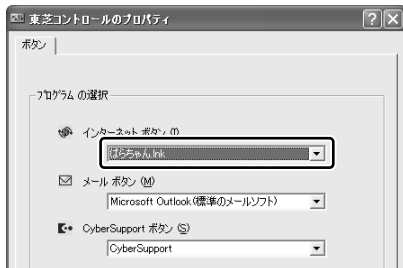 東芝コントロールのプロパティ
ボタン
プログラム の選択
インターネット ボタン (I)
ぱらちゃん.lnk
メール ボタン (M)
Microsoft Outlook (標準のメールソフト)
CyberSupport ボタン (S)
CyberSupport